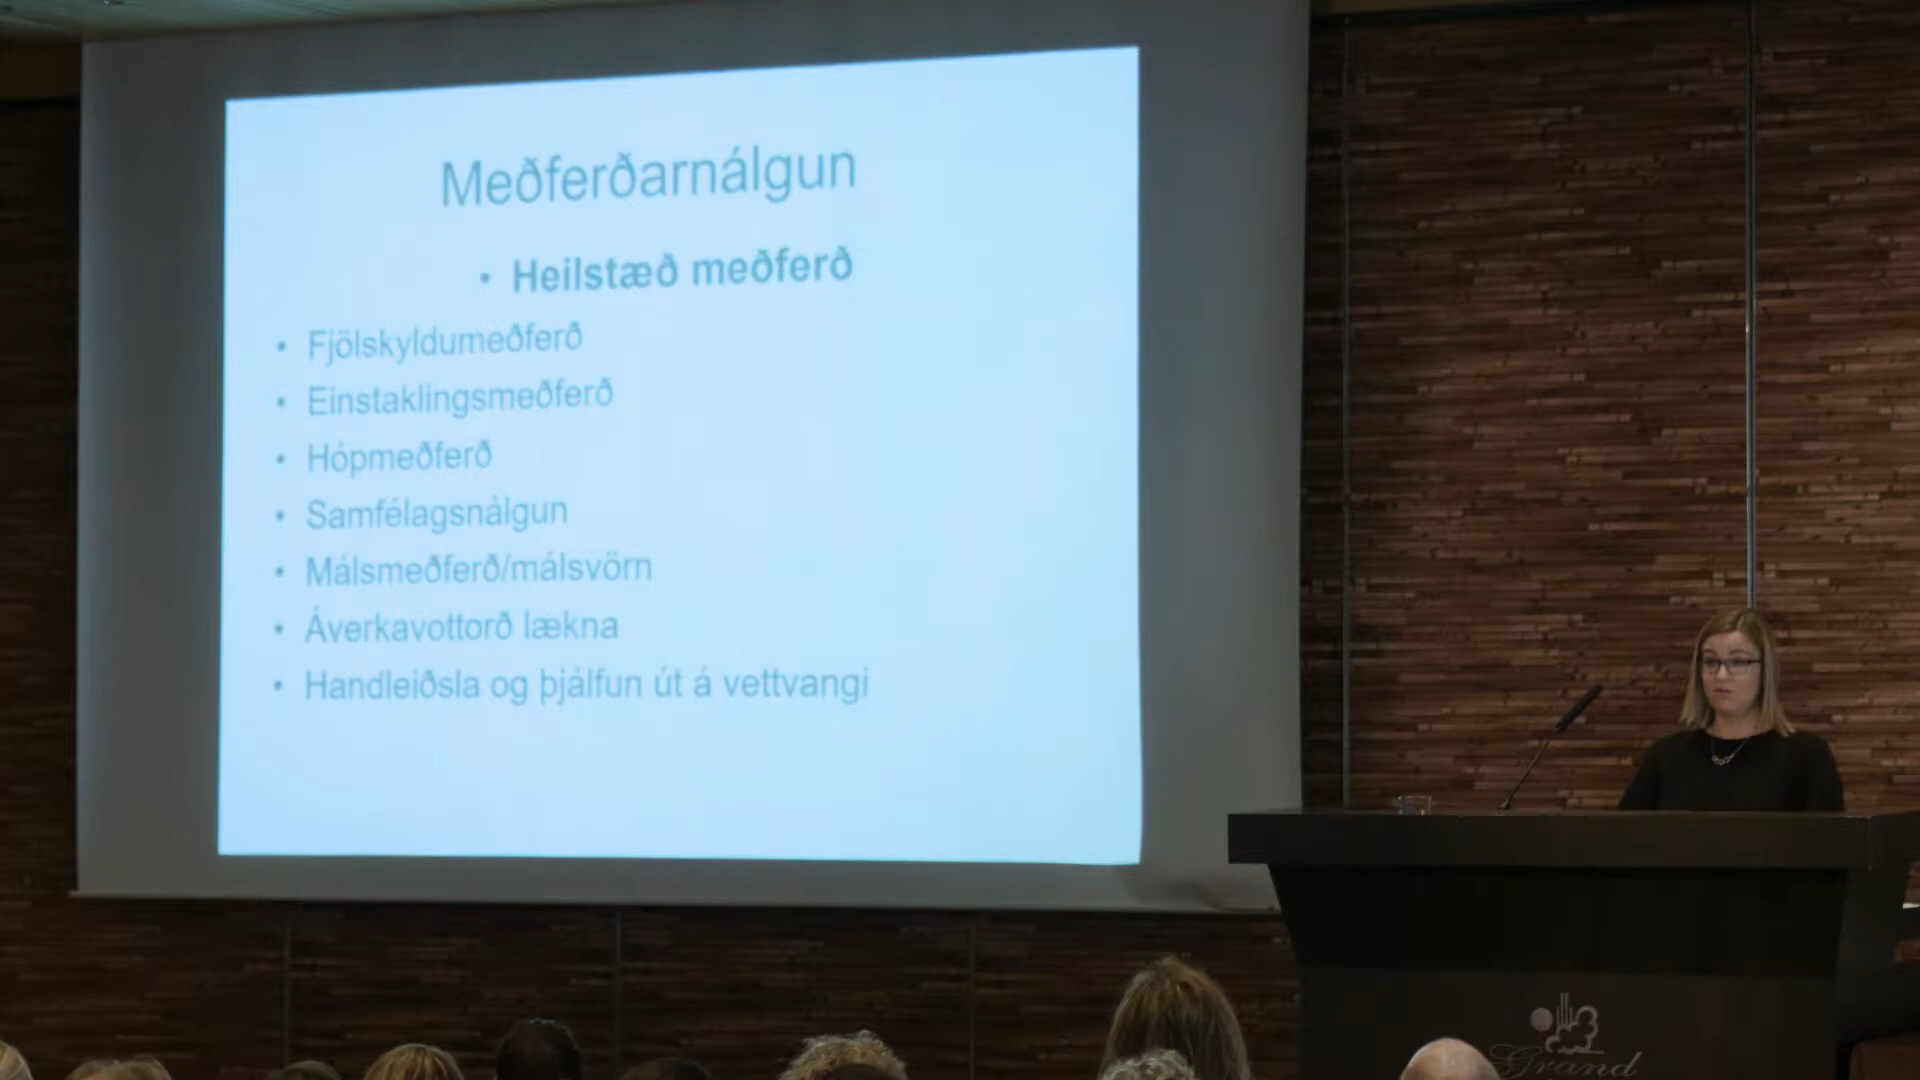 Meðferðarnálgun
• Heilstæð meðferð
• Fjölskyldumeðferð
• Einstaklingsmeðferð
• Hópmeðferð
• Samfélagsnálgun
• Málsmeðferð/málsvörn
• Áverkavottorð lækna
• Handleiðsla og þjálfun út á vettvangi
Grand